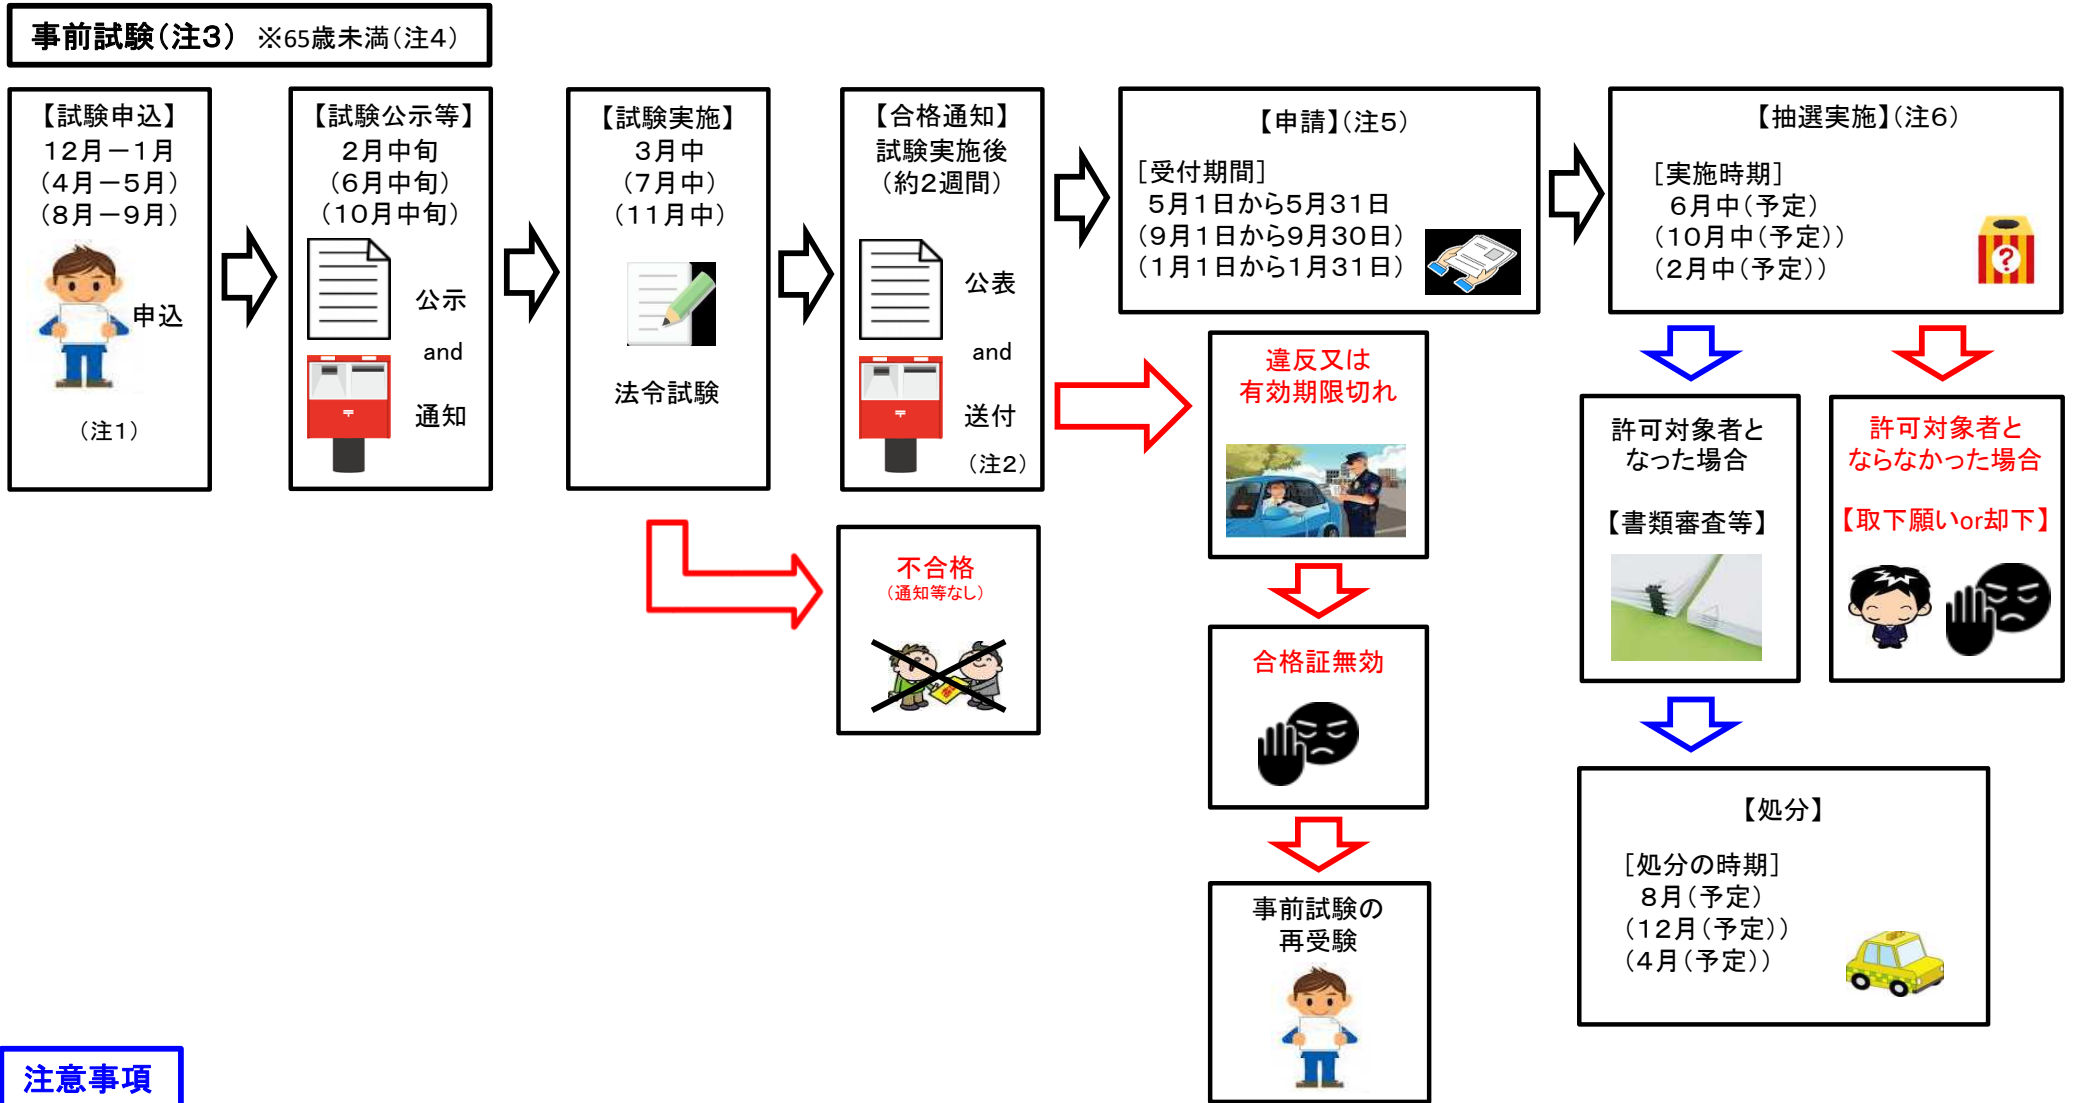 事前試験（注3） ※65歳未満（注4）
【試験申込】
12月－1月
（4月－5月）
（8月－9月）
申込
（注1）
【試験公示等】
2月中旬
（6月中旬）
（10月中旬）
公示
and
通知
【試験実施】
3月中
（7月中）
（11月中）
法令試験
【合格通知】
試験実施後
（約2週間）
公表
and
送付
（注2）
不合格
（通知等なし）
【申請】（注5）
［受付期間］
5月1日から5月31日
（9月1日から9月30日）
（1月1日から1月31日）
違反又は
有効期限切れ
合格証無効
事前試験の
再受験
【抽選実施】（注6）
［実施時期］
6月中（予定）
（10月中（予定））
（2月中（予定））
?
許可対象者と
なった場合
【書類審査等】
許可対象者と
ならなかった場合
【取下願いor却下】
【処分】
［処分の時期］
8月（予定）
（12月（予定））
（4月（予定））
注意事項